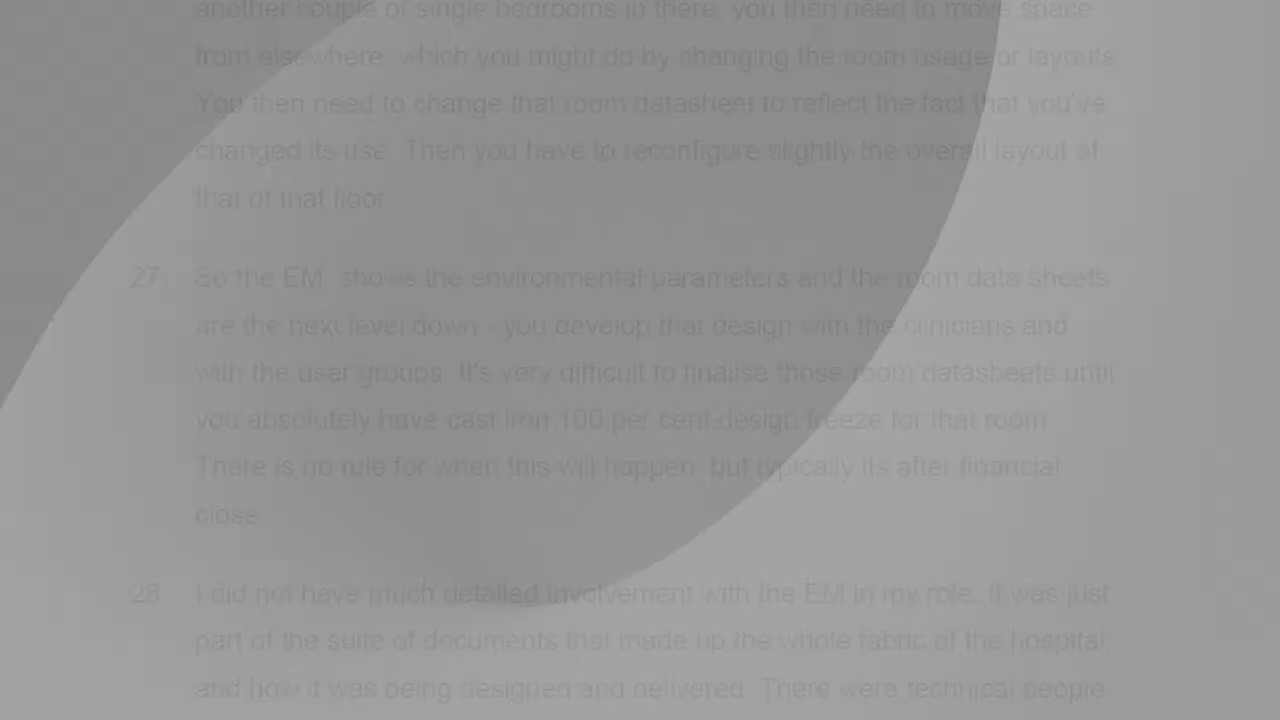 another couple of single bedrooms in there, you then need to move space
from elsewhere, which you might do by changing the room usage or layouts.
You then need to change that room datasheet to reflect the fact that you've
changed its use. Then you have to reconfigure slightly the overall layout of
that of that floor.
27 So the EM, shows the environmental parameters and the room data sheets
are the next level down - you develop that design with the clinicians and
with the user groups. It's very difficult to finalise those room datasheets until
you absolutely have cast iron 100 per cent design freeze for that room.
There is no rule for when this will happen, but typically its after financial
close.
28 I did not have much detailed involvement with the EM in my role. It was just
part of the suite of documents that made up the whole fabric of the hospital
and how it was being designed and delivered. There were technical people